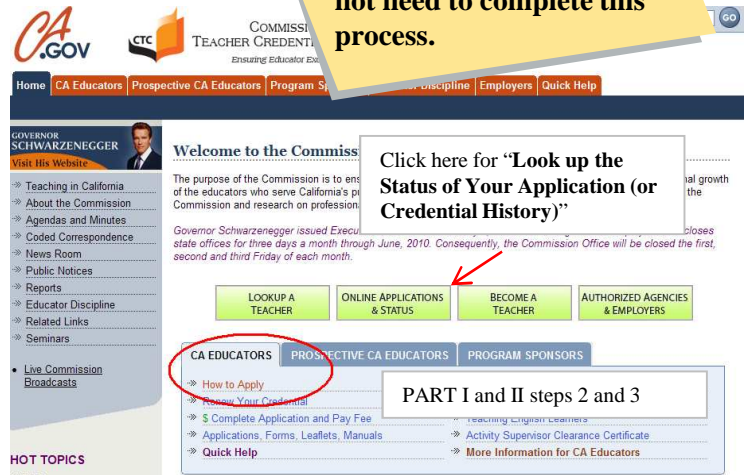 not need to complete this
process.
CA.GOV
CTC
COMMISSI
TEACHER CREDENT
Ensuring Educator Ex
GO
Home CA Educators Prospective CA Educators Program Sp Discipline Employers Quick Help
GOVERNOR
SCHWARZENEGGER
Visit His Website
Teaching in California
About the Commission
Agendas and Minutes
Coded Correspondence
News Room
Public Notices
Reports
Educator Discipline
Related Links
Seminars
Live Commission
Broadcasts
HOT TOPICS
Welcome to the Commiss
The purpose of the Commission is to ens nal growth
of the educators who serve California's pu the
Commission and research on profession
Governor Schwarzenegger issued Execu closes
state offices for three days a month through June, 2010. Consequently, the Commission Office will be closed the first,
second and third Friday of each month.
Click here for “Look up the
Status of Your Application (or
Credential History)”
LOOKUP A
TEACHER
ONLINE APPLICATIONS
& STATUS
BECOME A
TEACHER
AUTHORIZED AGENCIES
& EMPLOYERS
CA EDUCATORS PROSPECTIVE CA EDUCATORS PROGRAM SPONSORS
How to Apply
Renew Your Credential
$ Complete Application and Pay Fee
Applications, Forms, Leaflets, Manuals
Quick Help
PART I and II steps 2 and 3
Teaching English Learners
Activity Supervisor Clearance Certificate
More Information for CA Educators